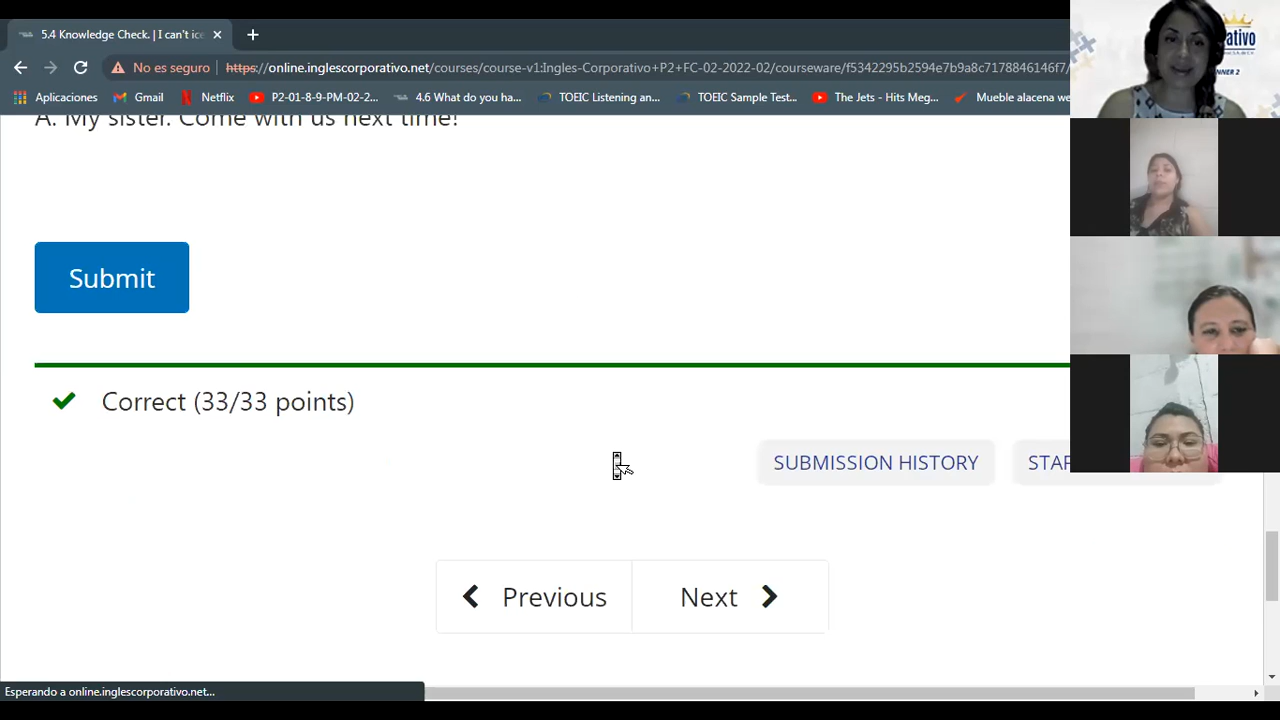 5.4 Knowledge Check. | I can't ice
No es seguro
https://online.inglescorporativo.net/courses/course-v1:Ingles-Corporativo+P2+FC-02-2022-02/courseware/f5342295b2594e7b9a8c7178846146f7/
Aplicaciones
Gmail
Netflix
P2-01-8-9-PM-02-2...
4.6 What do you ha...
TOEIC Listening an...
TOEIC Sample Test...
The Jets - Hits Meg...
Mueble alacena we
A. My sister. Come with us next time!
Submit
Correct (33/33 points)
SUBMISSION HISTORY
STAF
Previous
Next
Esperando a online.inglescorporativo.net...